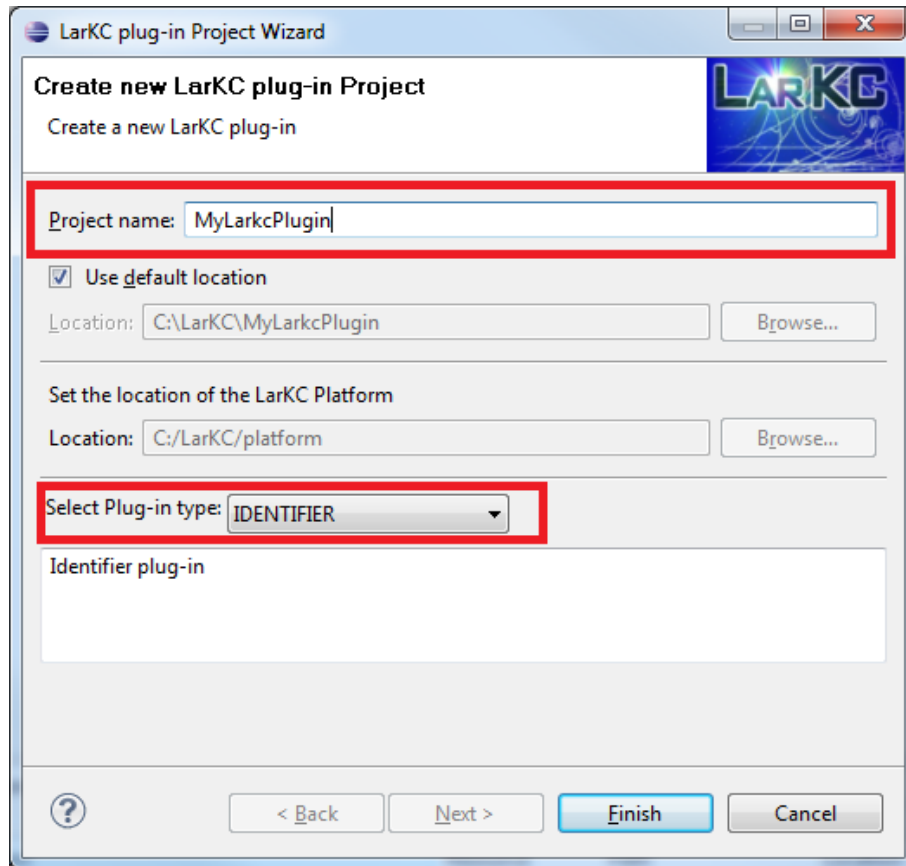 LarKC plug-in Project Wizard
Create new LarKC plug-in Project
Create a new LarKC plug-in
LARKC
Project name: MyLarkcPlugin
Use default location
Location: C:\LarKC\MyLarkcPlugin Browse...
Set the location of the LarKC Platform
Location: C:/LarKC/platform Browse...
Select Plug-in type: IDENTIFIER
Identifier plug-in
? < Back Next > Finish Cancel